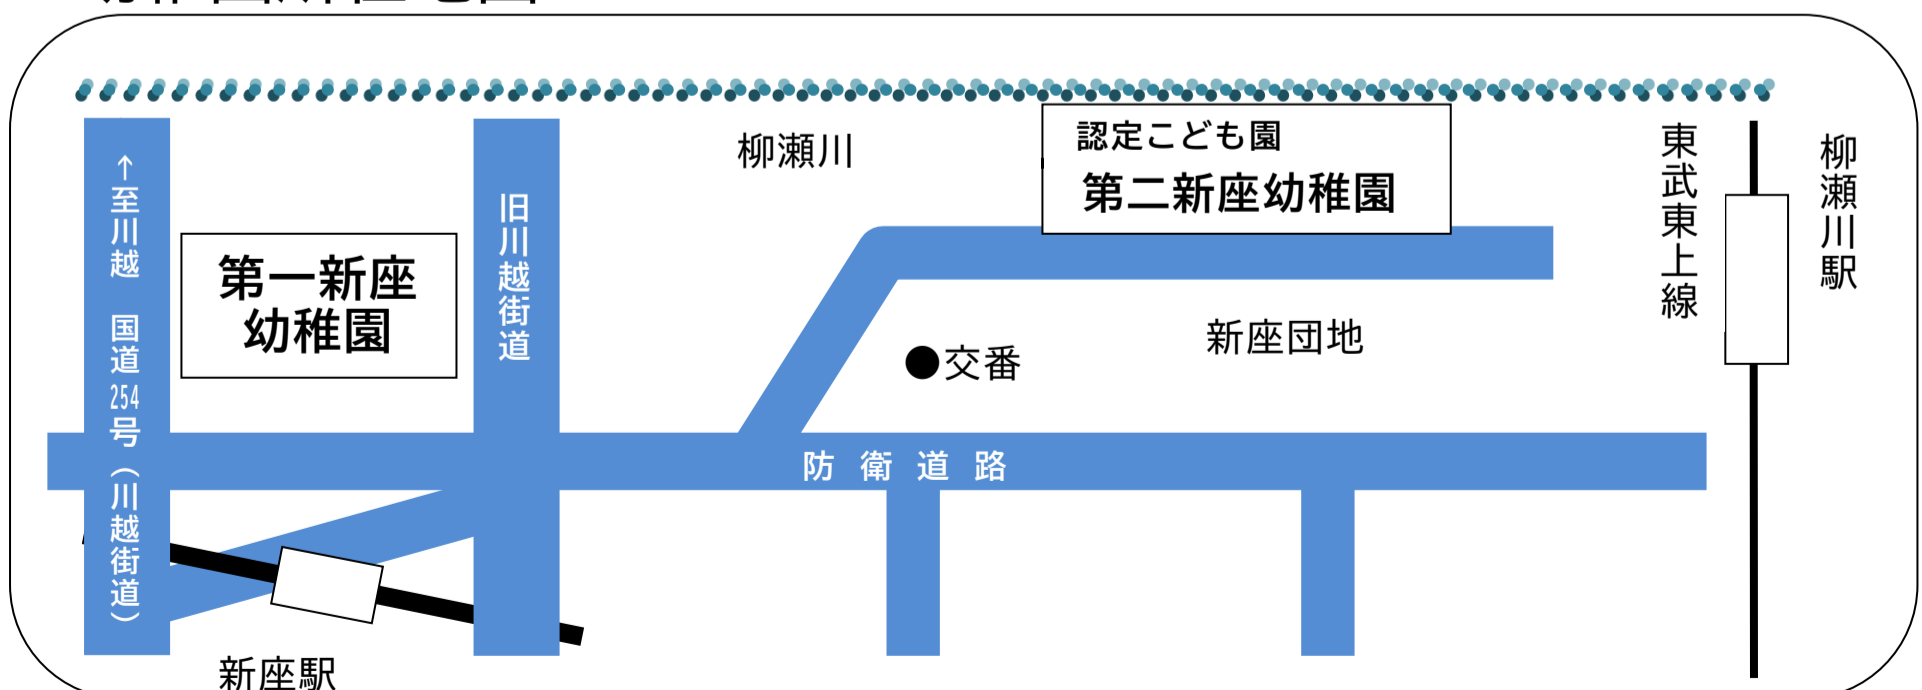 柳瀬川
認定こども園
第二新座幼稚園
東武東上線
柳瀬川駅
←至川越 国道254号(川越街道)
第一新座
幼稚園
旧川越街道
新座団地
●交番
防衛道路
新座駅